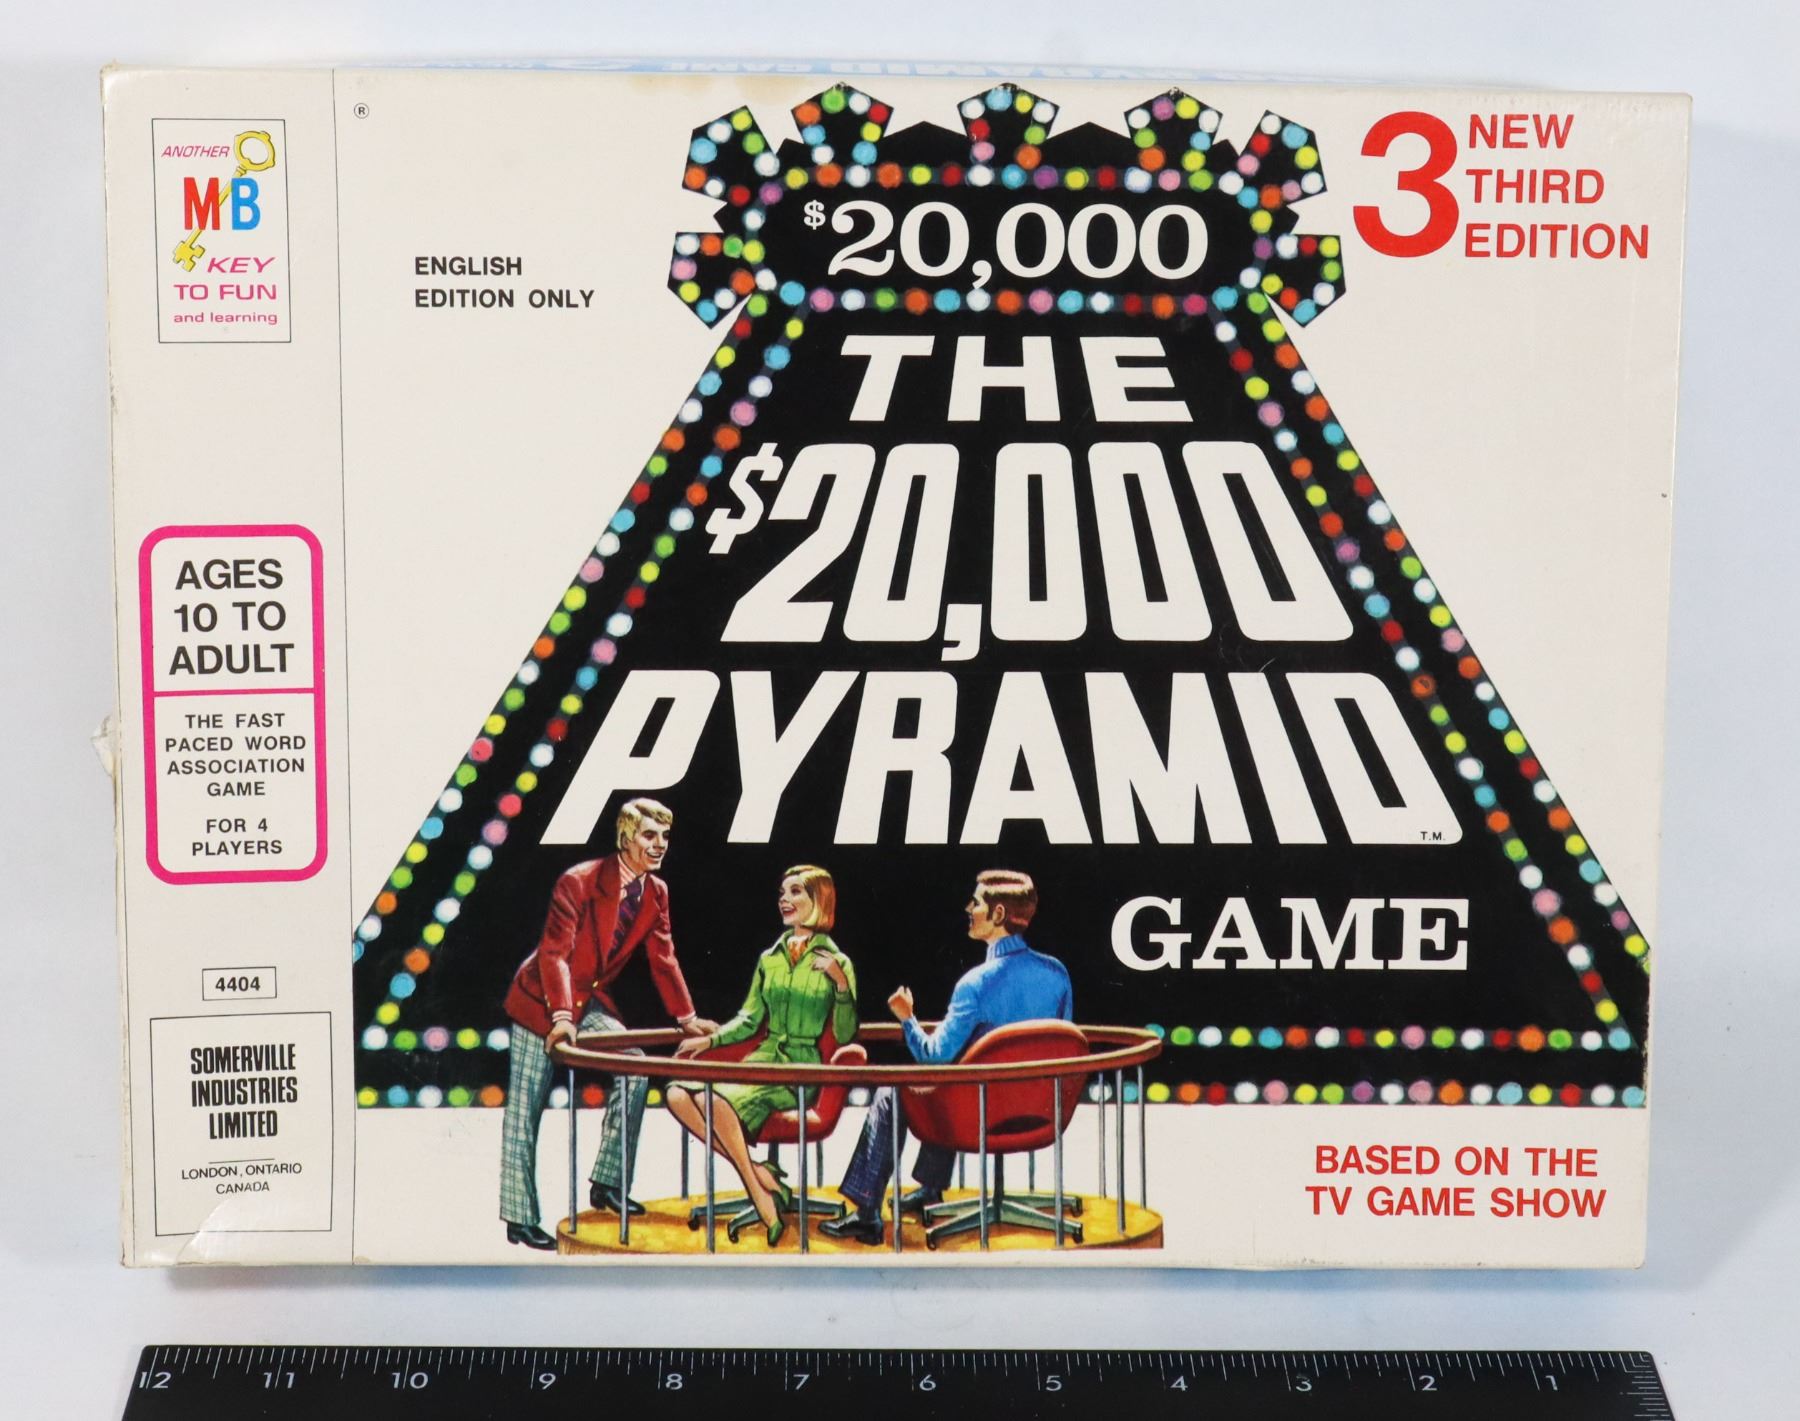 ANOTHER
MB
KEY
TO FUN
and learning
AGES
10 TO
ADULT
THE FAST
PACED WORD
ASSOCIATION
GAME
FOR 4
PLAYERS
4404
SOMERVILLE
INDUSTRIES
LIMITED
LONDON, ONTARIO
CANADA
®
ENGLISH
EDITION ONLY
$20,000
3 NEW
THIRD
EDITION
THE
$20,000
PYRAMID
T.M.
GAME
BASED ON THE
TV GAME SHOW
12 11 10 9 8 7 6 5 4 3 2 1